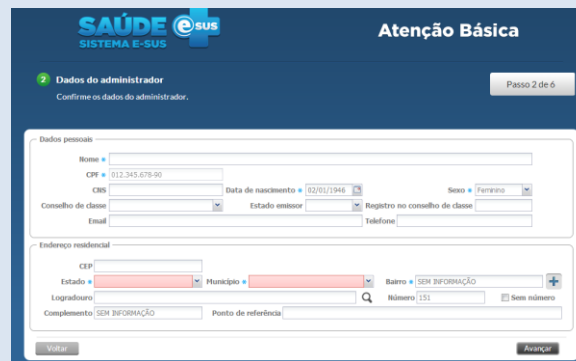 SAÚDE e SUS
SISTEMA E-SUS
Atenção Básica
2 Dados do administrador
Confirme os dados do administrador.
Passo 2 de 6
Dados pessoais
Nome
CPF 012.345.678-90
CNS Data de nascimento 02/01/1946 Sexo Feminino
Conselho de classe Estado emissor Registro no conselho de classe
Email Telefone
Endereço residencial
CEP
Estado Município Bairro SEM INFORMAÇÃO +
Logradouro Número 151 Sem número
Complemento SEM INFORMAÇÃO Ponto de referência
Voltar Avançar